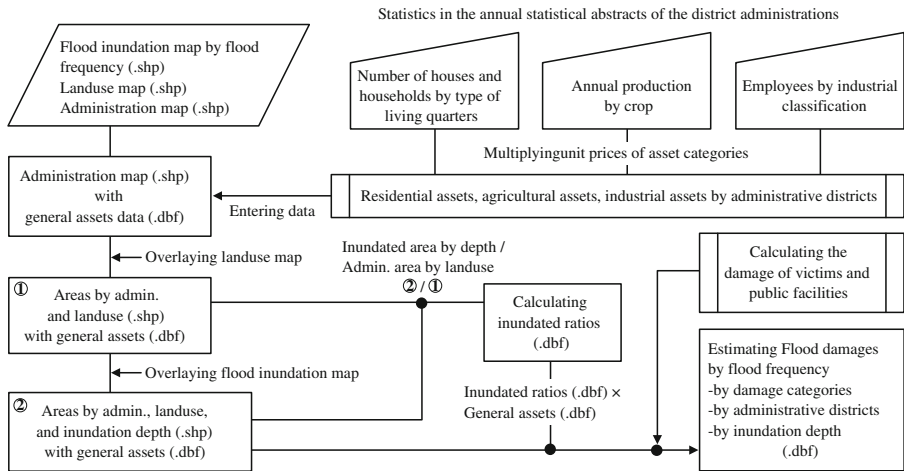 Statistics in the annual statistical abstracts of the district administrations
Flood inundation map by flood
frequency (.shp)
Landuse map (.shp)
Administration map (.shp)
Number of houses and
households by type of
living quarters
Annual production
by crop
Employees by industrial
classification
Multiplyingunit prices of asset categories
Administration map (.shp)
with
general assets data (.dbf)
Entering data
Residential assets, agricultural assets, industrial assets by administrative districts
Overlaying landuse map
Inundated area by depth /
Admin. area by landuse
② / ①
Calculating the
damage of victims and
public facilities
①
Areas by admin.
and landuse (.shp)
with general assets (.dbf)
Calculating
inundated ratios
(.dbf)
Overlaying flood inundation map
Inundated ratios (.dbf) ×
General assets (.dbf)
②
Areas by admin., landuse,
and inundation depth (.shp)
with general assets (.dbf)
Estimating Flood damages
by flood frequency
-by damage categories
-by administrative districts
-by inundation depth
(.dbf)